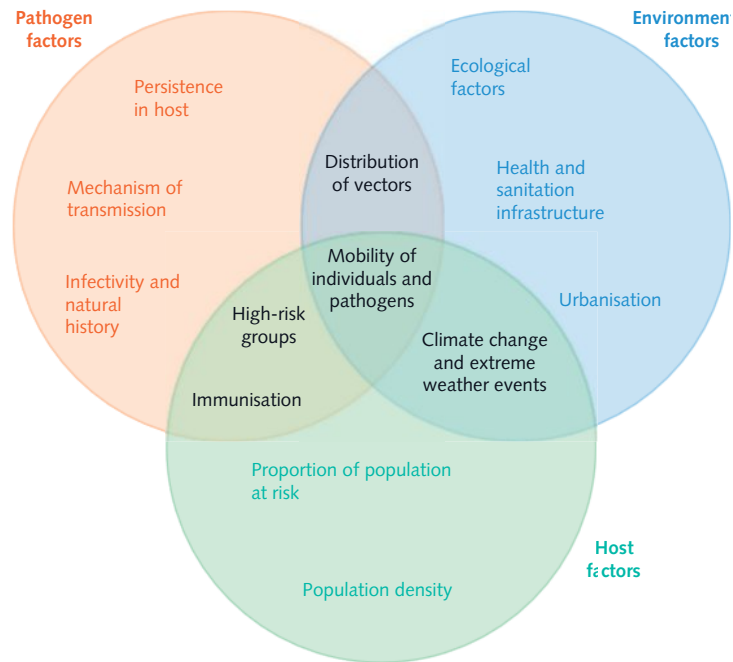 Pathogen
factors
Environmen
factors
Persistence
in host
Ecological
factors
Mechanism of
transmission
Distribution
of vectors
Health and
sanitation
infrastructure
Infectivity and
natural
history
Mobility of
individuals and
pathogens
Urbanisation
High-risk
groups
Climate change
and extreme
weather events
Immunisation
Proportion of population
at risk
Host
factors
Population density